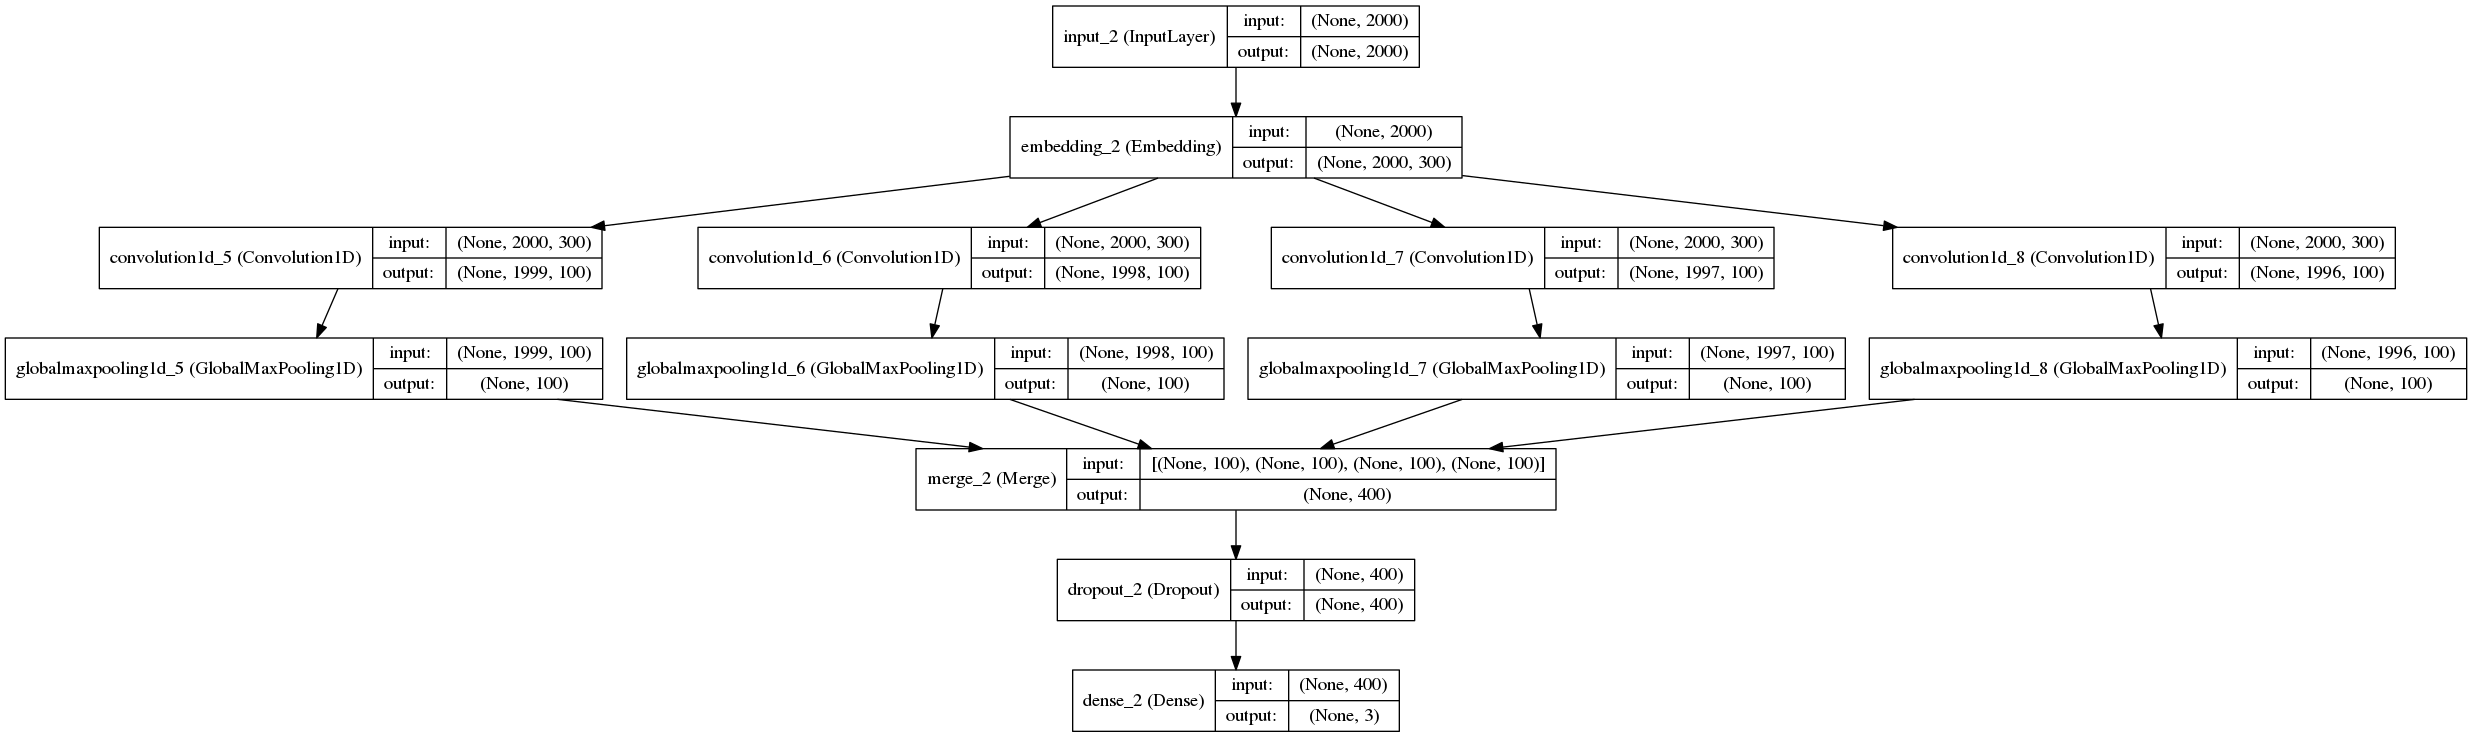 input_2 (InputLayer)
input:
(None, 2000)
output:
(None, 2000)
embedding_2 (Embedding)
input:
(None, 2000)
output:
(None, 2000, 300)
convolution1d_5 (Convolution1D)
input:
(None, 2000, 300)
output:
(None, 1999, 100)
convolution1d_6 (Convolution1D)
input:
(None, 2000, 300)
output:
(None, 1998, 100)
convolution1d_7 (Convolution1D)
input:
(None, 2000, 300)
output:
(None, 1997, 100)
convolution1d_8 (Convolution1D)
input:
(None, 2000, 300)
output:
(None, 1996, 100)
globalmaxpooling1d_5 (GlobalMaxPooling1D)
input:
(None, 1999, 100)
output:
(None, 100)
globalmaxpooling1d_6 (GlobalMaxPooling1D)
input:
(None, 1998, 100)
output:
(None, 100)
globalmaxpooling1d_7 (GlobalMaxPooling1D)
input:
(None, 1997, 100)
output:
(None, 100)
globalmaxpooling1d_8 (GlobalMaxPooling1D)
input:
(None, 1996, 100)
output:
(None, 100)
merge_2 (Merge)
input:
[(None, 100), (None, 100), (None, 100), (None, 100)]
output:
(None, 400)
dropout_2 (Dropout)
input:
(None, 400)
output:
(None, 400)
dense_2 (Dense)
input:
(None, 400)
output:
(None, 3)